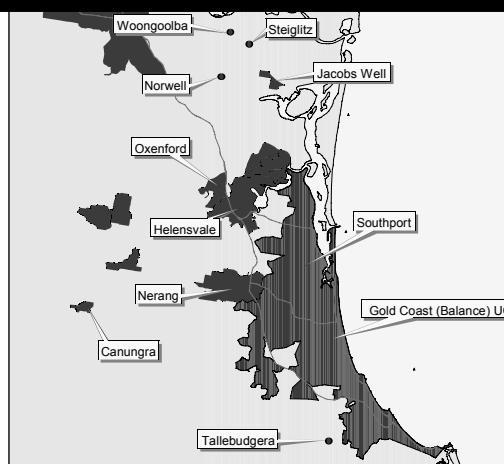 Woongoolba
Steiglitz
Norwell
Jacobs Well
Oxenford
Helensvale
Southport
Nerang
Gold Coast (Balance) U
Canungra
Tallebudgera